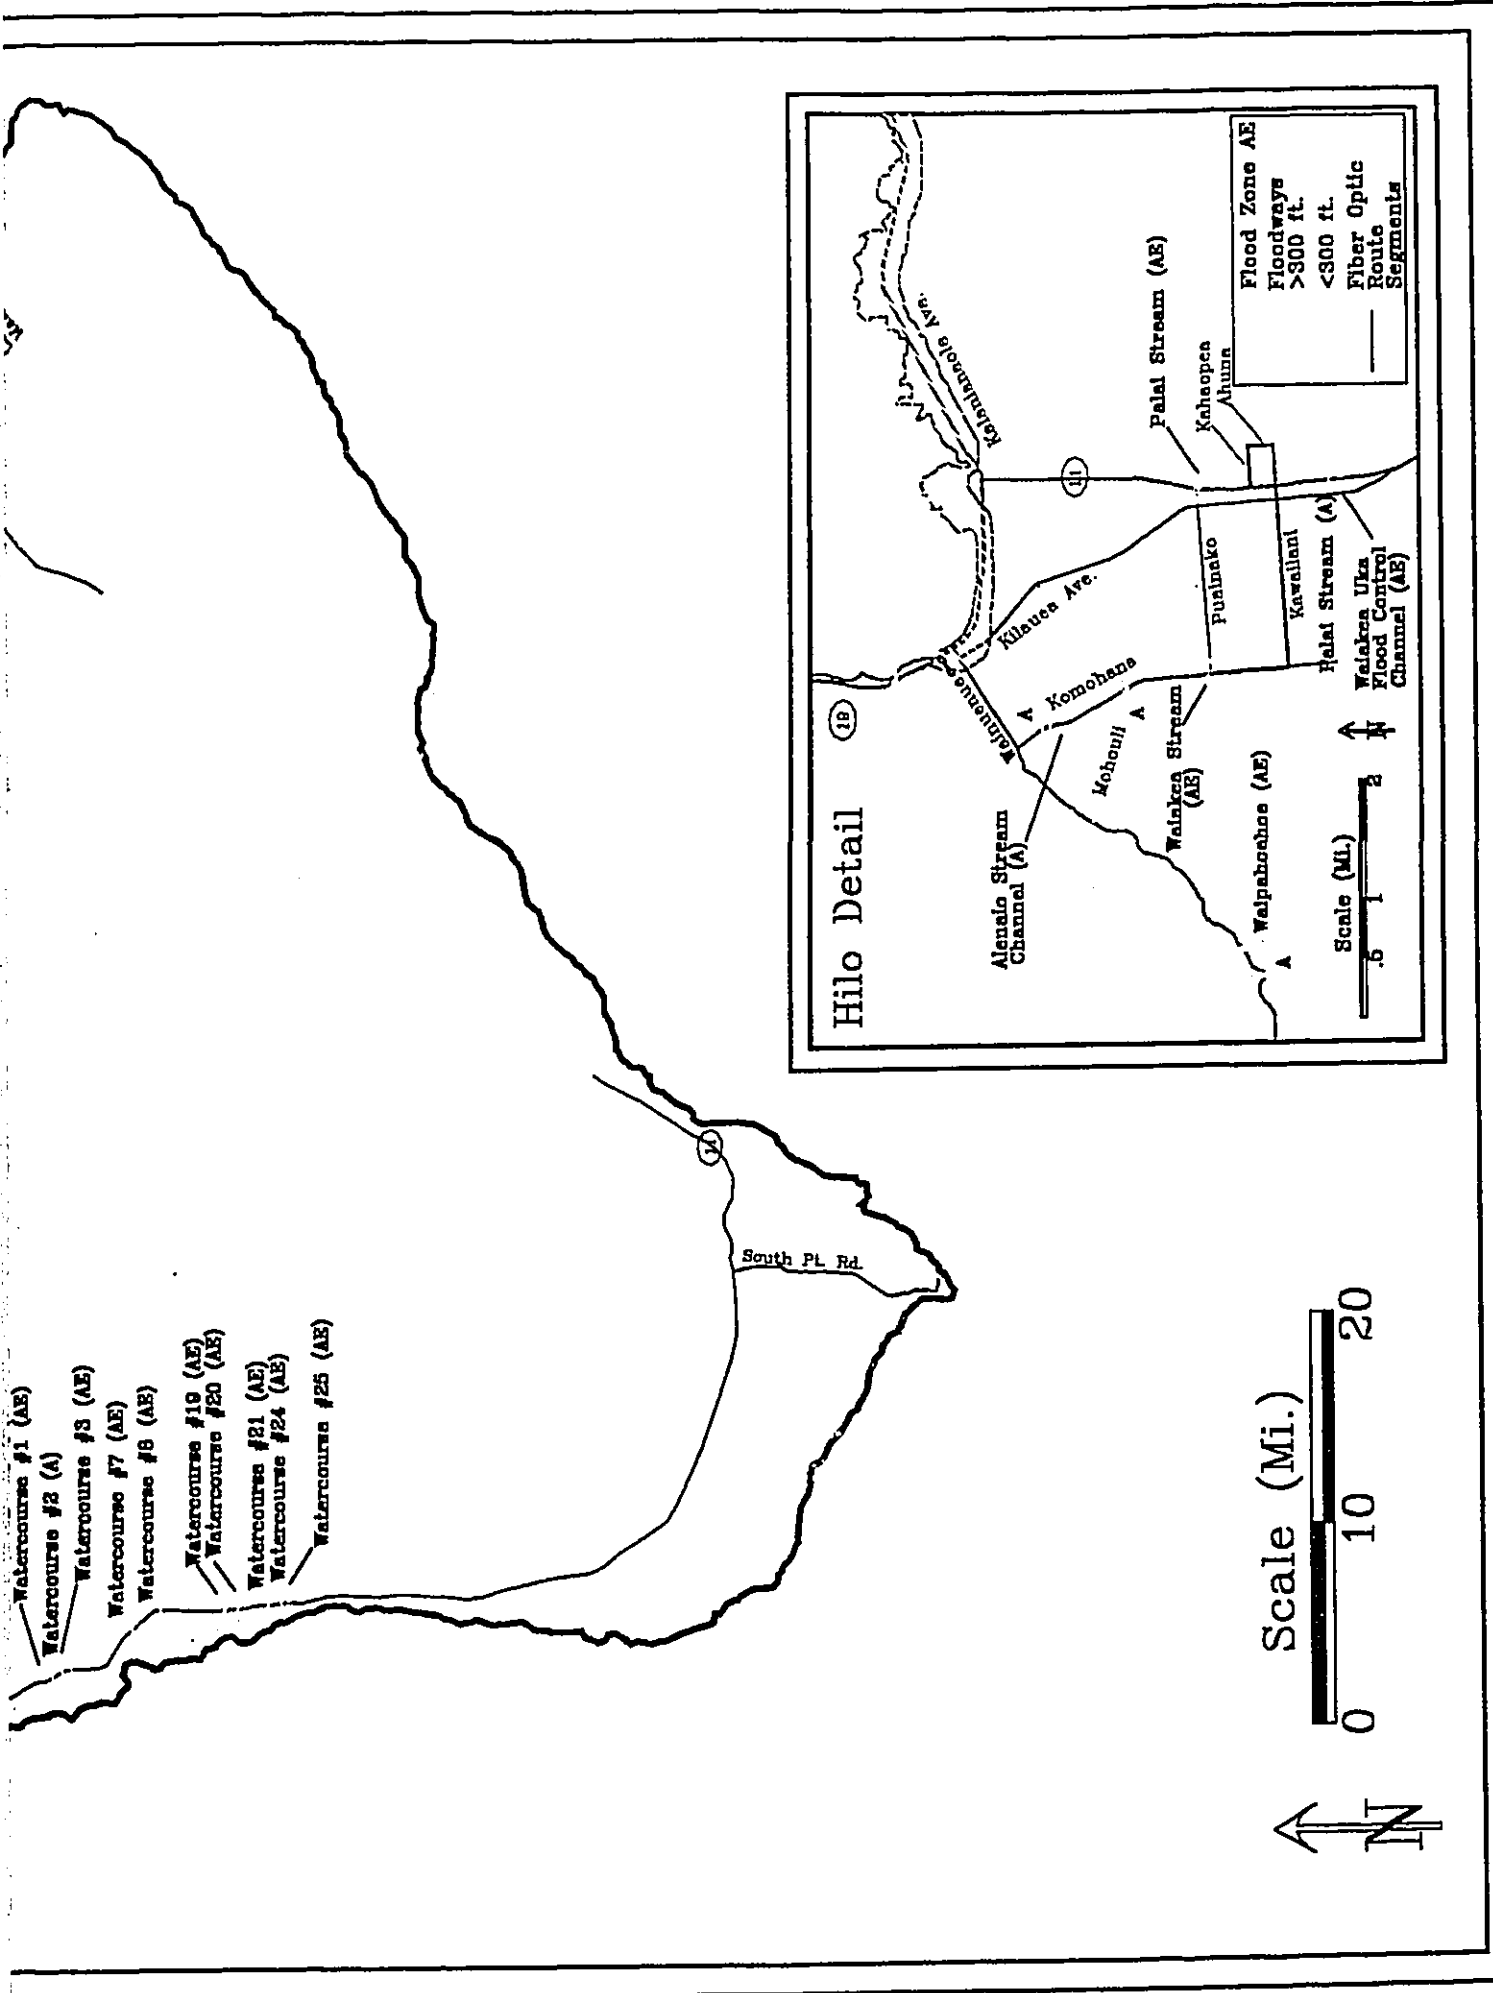 Watercourse #1 (AE)
Watercourse #2 (A)
Watercourse #3 (AE)
Watercourse #7 (AE)
Watercourse #8 (AE)
Watercourse #19 (AE)
Watercourse #20 (AE)
Watercourse #21 (AE)
Watercourse #24 (AE)
Watercourse #25 (AE)
11
South Pt. Rd.
Scale (Mi.)
0 10 20
N
Hilo Detail
19
Wainuenue
Kilauea Ave.
Kalanianaole Ave.
11
A
Komohana
Mohouli
A
Alenaio Stream
Channel (A)
Waiakea Stream
(AE)
Waipahoehoe (AE)
A
Puainako
Kawailani
Palai Stream (AE)
Kahaopea
Ahuna
Palai Stream (A)
Waiakea Uka
Flood Control
Channel (AE)
N
Scale (Mi.)
.5 1 2
Flood Zone AE
Floodways
>300 ft.
<300 ft.
Fiber Optic
Route
Segments